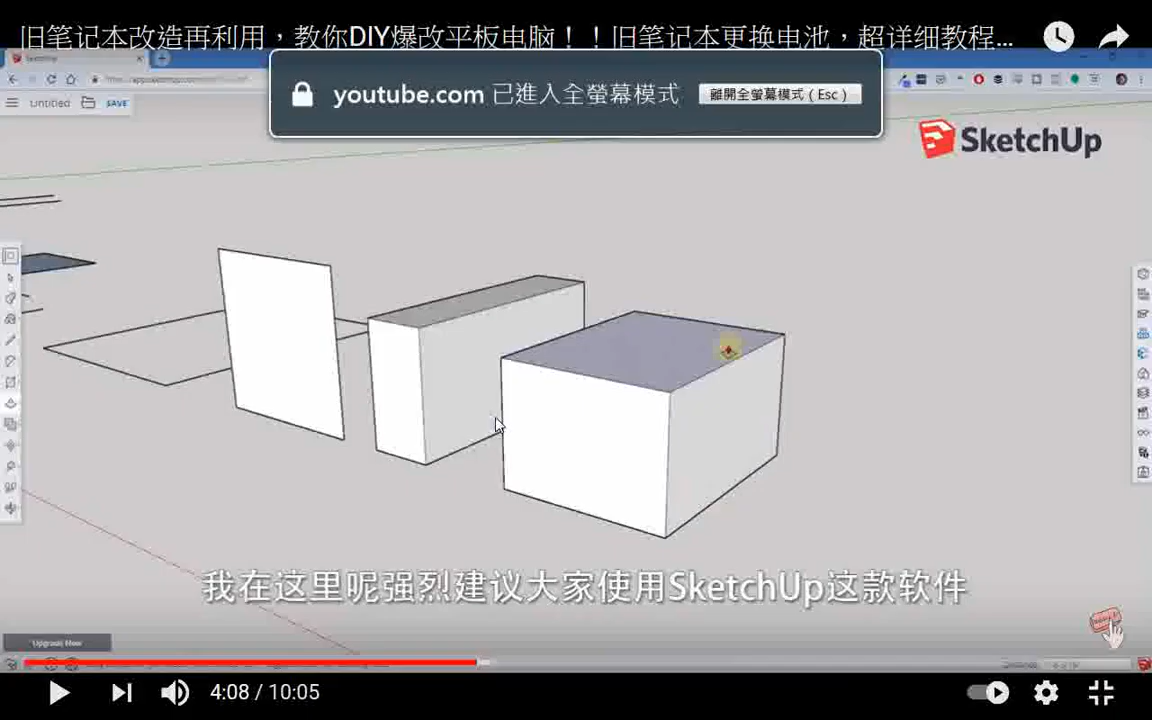 旧笔记本改造再利用，教你DIY爆改平板电脑！！旧笔记本更换电池，超详细教程...
youtube.com 已進入全螢幕模式
離開全螢幕模式（Esc）
Untitled
SAVE
SketchUp
我在这里呢强烈建议大家使用SketchUp这款软件
Upgrade Now
4:08 / 10:05